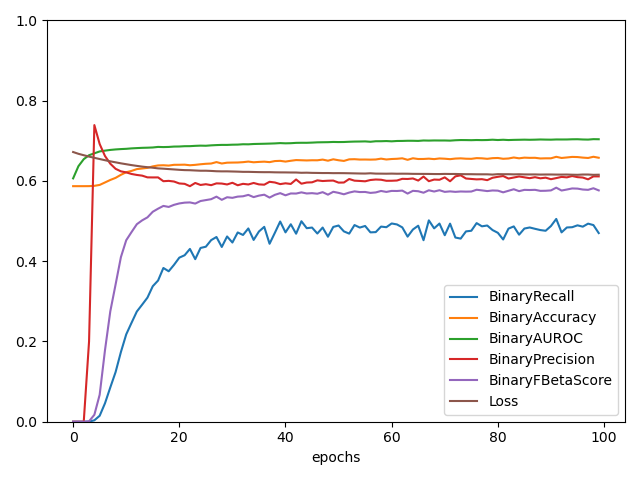 1.0
0.8
0.6
0.4
0.2
0.0
BinaryRecall
BinaryAccuracy
BinaryAUROC
BinaryPrecision
BinaryFBetaScore
Loss
0 20 40 60 80 100
epochs